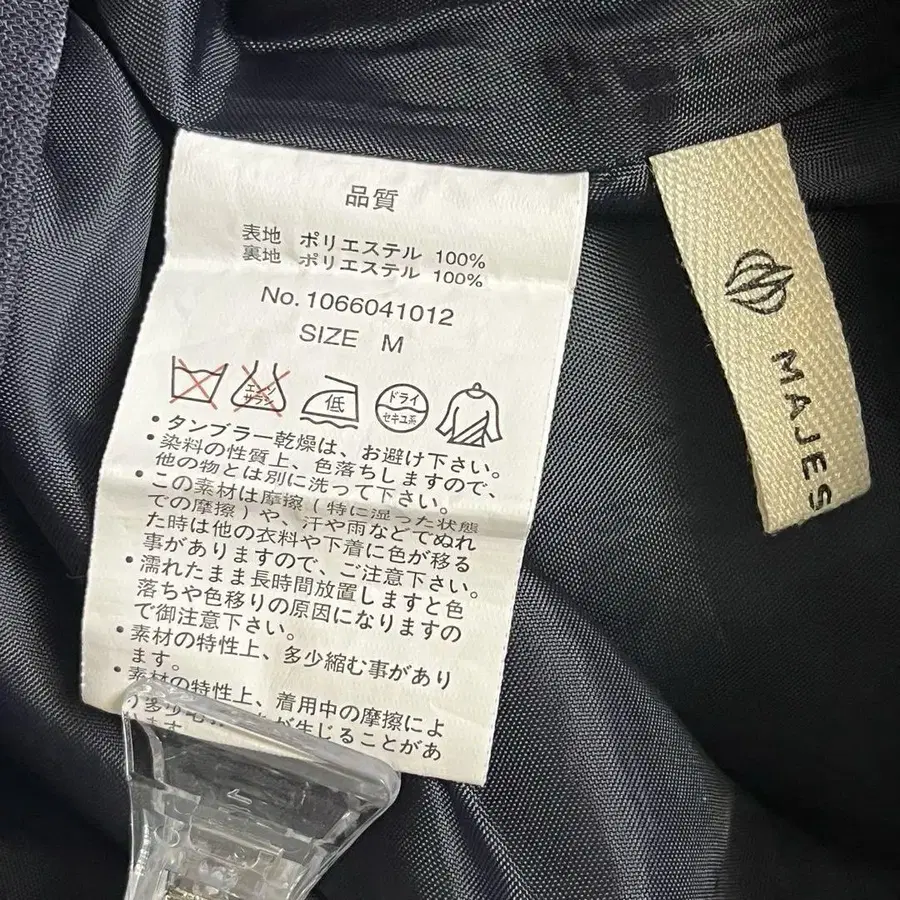 品質
表地 ポリエステル 100%
裏地 ポリエステル 100%
No.1066041012
SIZE M
エンソ
サラシ
低
ドライ
セキユ系
・タンブラー乾燥は、お避け下さい。
・染料の性質上、色落ちしますので、
他の物とは別に洗って下さい。
・この素材は摩擦(特に湿った状態
での摩擦)や、汗や雨などでぬれ
た時は他の衣料や下着に色が移る
事がありますので、ご注意下さい。
・濡れたまま長時間放置しますと色
落ちや色移りの原因になりますの
で御注意下さい。
・素材の特性上、多少縮む事があり
ます。
・素材の特性上、着用中の摩擦によ
が生じることがあ
ります。
MAJES